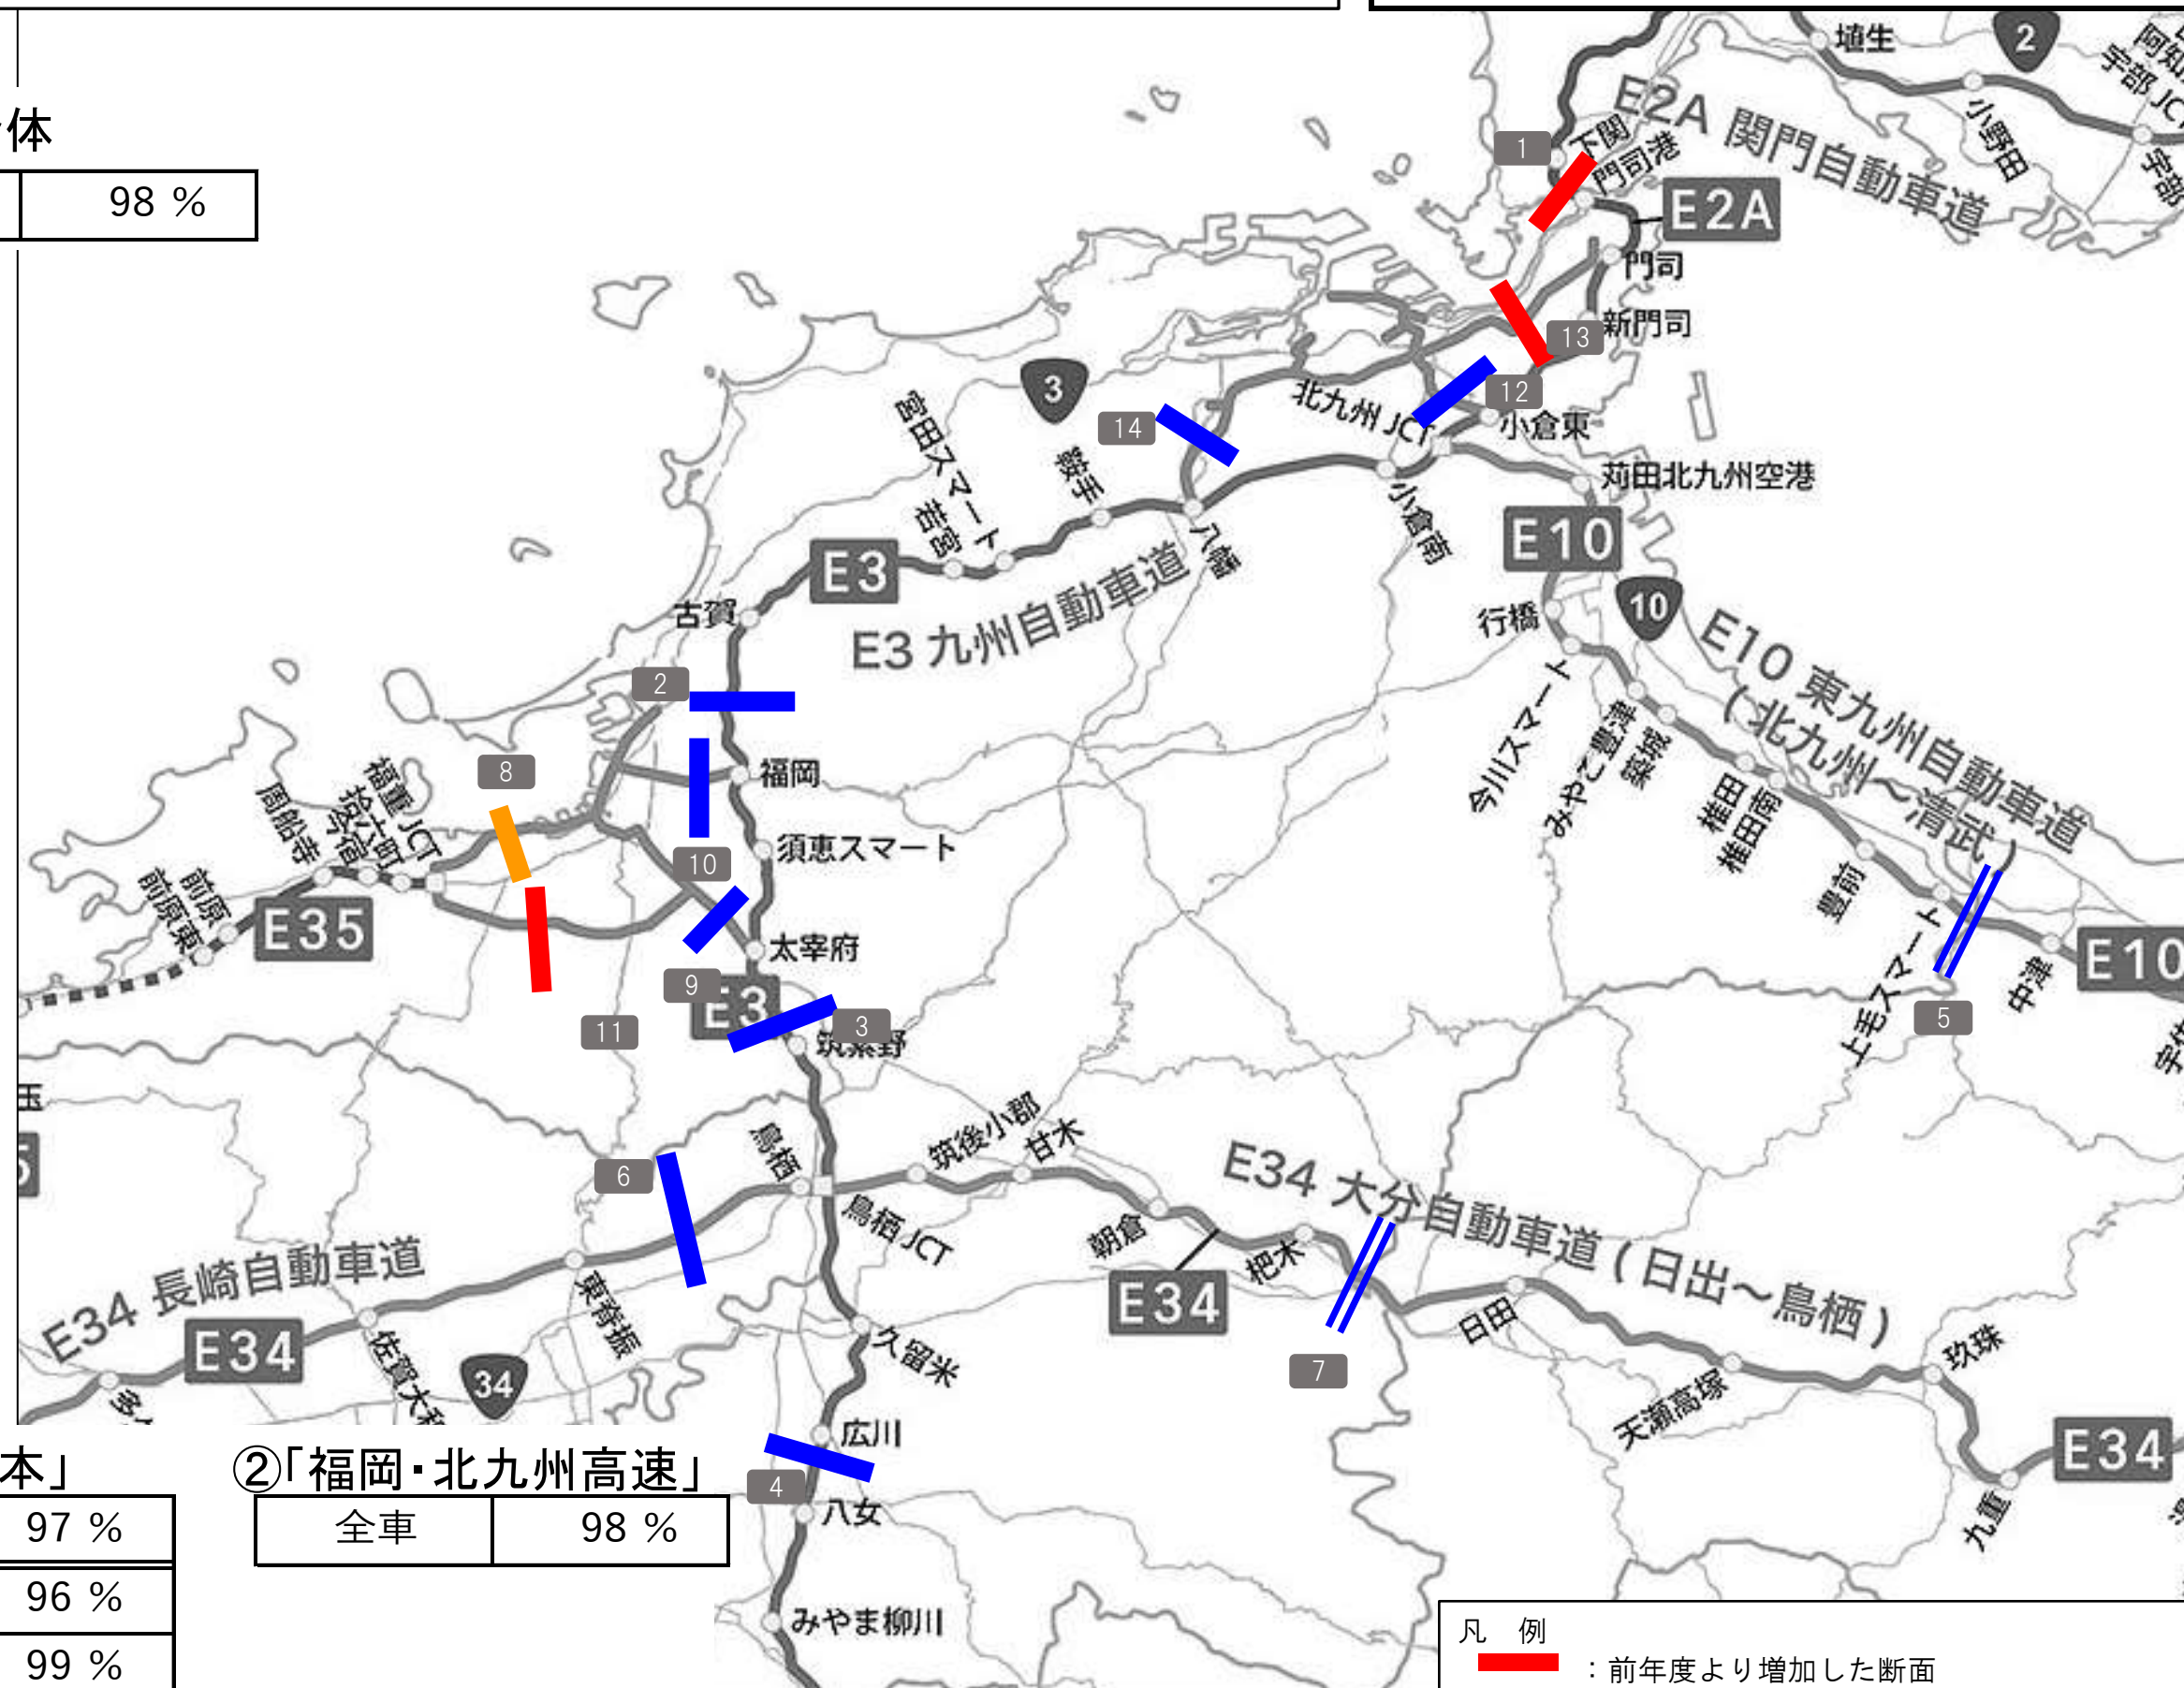 体
98 %
埴生
2
小野田
宇部 JCT
宇部
E2A 関門自動車道
1
下関
門司港
E2A
門司
新門司
13
12
3
14
北九州 JCT
小倉東
宮田スマート
若宮
鞍手
八幡
小倉南
苅田北九州空港
E10
E3
E3 九州自動車道
古賀
行橋
10
E10 東九州自動車道
(北九州～清武)
今川スマート
みやこ豊津
築城
椎田
椎田南
豊前
上毛スマート
中津
E10
5
2
福岡
8
福重 JCT
拾六町
今宿
周船寺
前原
前原東
E35
10
須恵スマート
太宰府
9
E3
3
筑紫野
11
玉
5
6
鳥栖
筑後小郡
甘木
鳥栖 JCT
朝倉
杷木
E34 大分自動車道 (日出～鳥栖)
E34
7
日田
天瀬高塚
玖珠
九重
E34
E34 長崎自動車道
E34
東脊振
佐賀大和
34
久留米
広川
4
八女
みやま柳川
本」
97 %
96 %
99 %
②「福岡・北九州高速」
全車 98 %
凡 例
：前年度より増加した断面